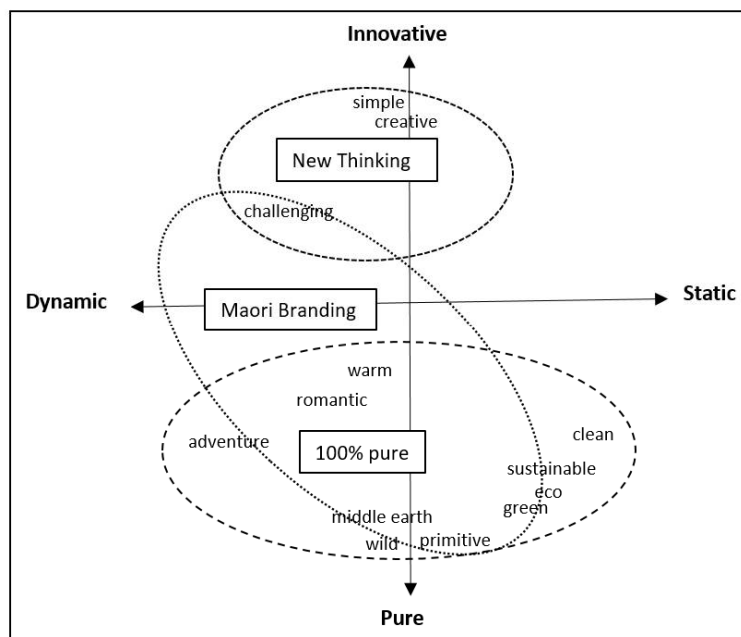 Innovative
simple
creative
New Thinking
challenging
Dynamic
Maori Branding
Static
warm
romantic
adventure
100% pure
clean
sustainable
eco
green
middle earth
wild
primitive
Pure